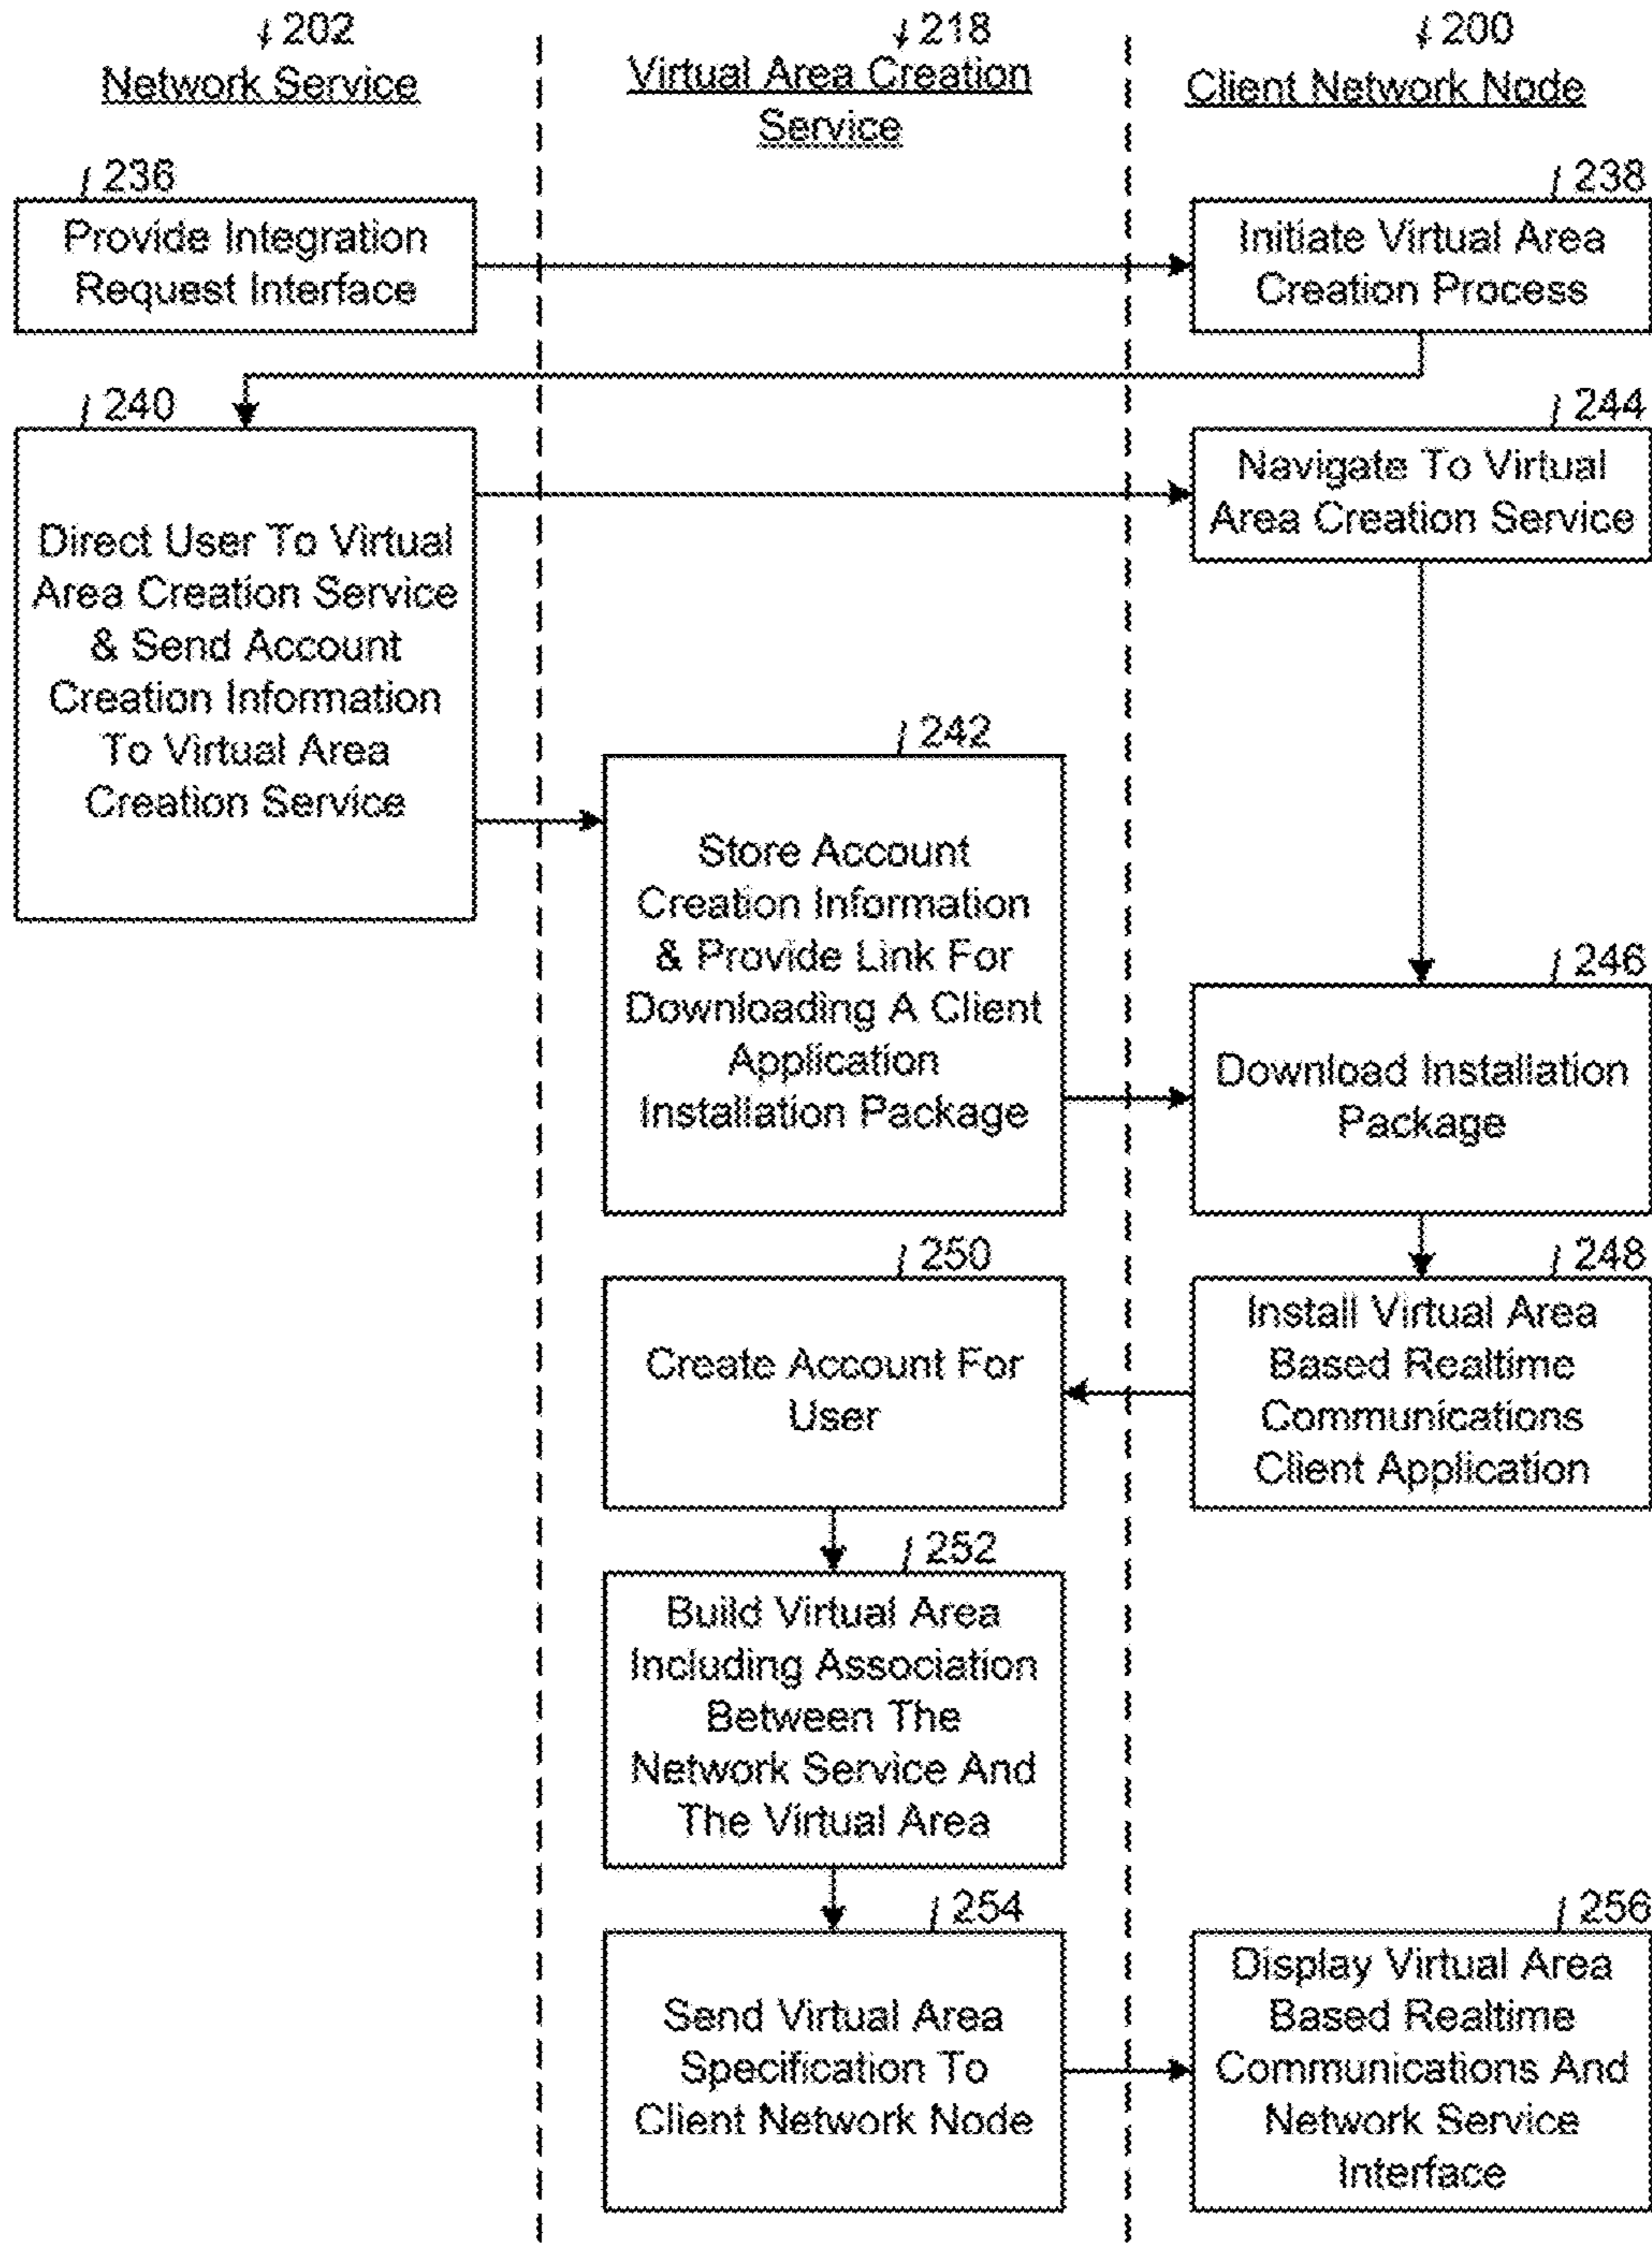 202
Network Service
218
Virtual Area Creation
Service
200
Client Network Node
236
Provide Integration
Request Interface
238
Initiate Virtual Area
Creation Process
240
Direct User To Virtual
Area Creation Service
& Send Account
Creation Information
To Virtual Area
Creation Service
244
Navigate To Virtual
Area Creation Service
242
Store Account
Creation Information
& Provide Link For
Downloading A Client
Application
Installation Package
246
Download Installation
Package
248
Install Virtual Area
Based Realtime
Communications
Client Application
250
Create Account For
User
252
Build Virtual Area
Including Association
Between The
Network Service And
The Virtual Area
254
Send Virtual Area
Specification To
Client Network Node
256
Display Virtual Area
Based Realtime
Communications And
Network Service
Interface